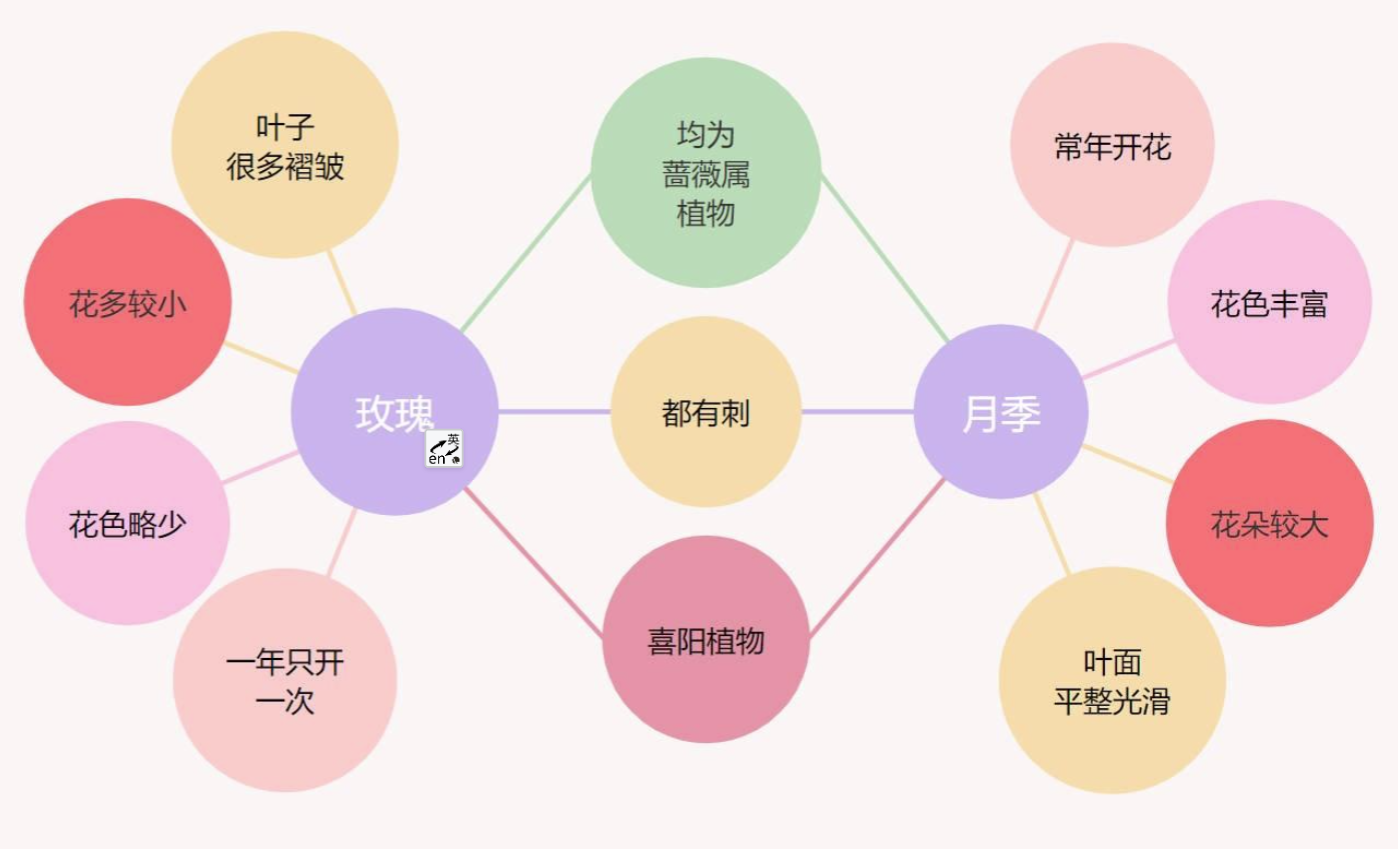 叶子
很多褶皱
花多较小
玫瑰
英
en
花色略少
一年只开
一次
均为
蔷薇属
植物
都有刺
喜阳植物
月季
常年开花
花色丰富
花朵较大
叶面
平整光滑